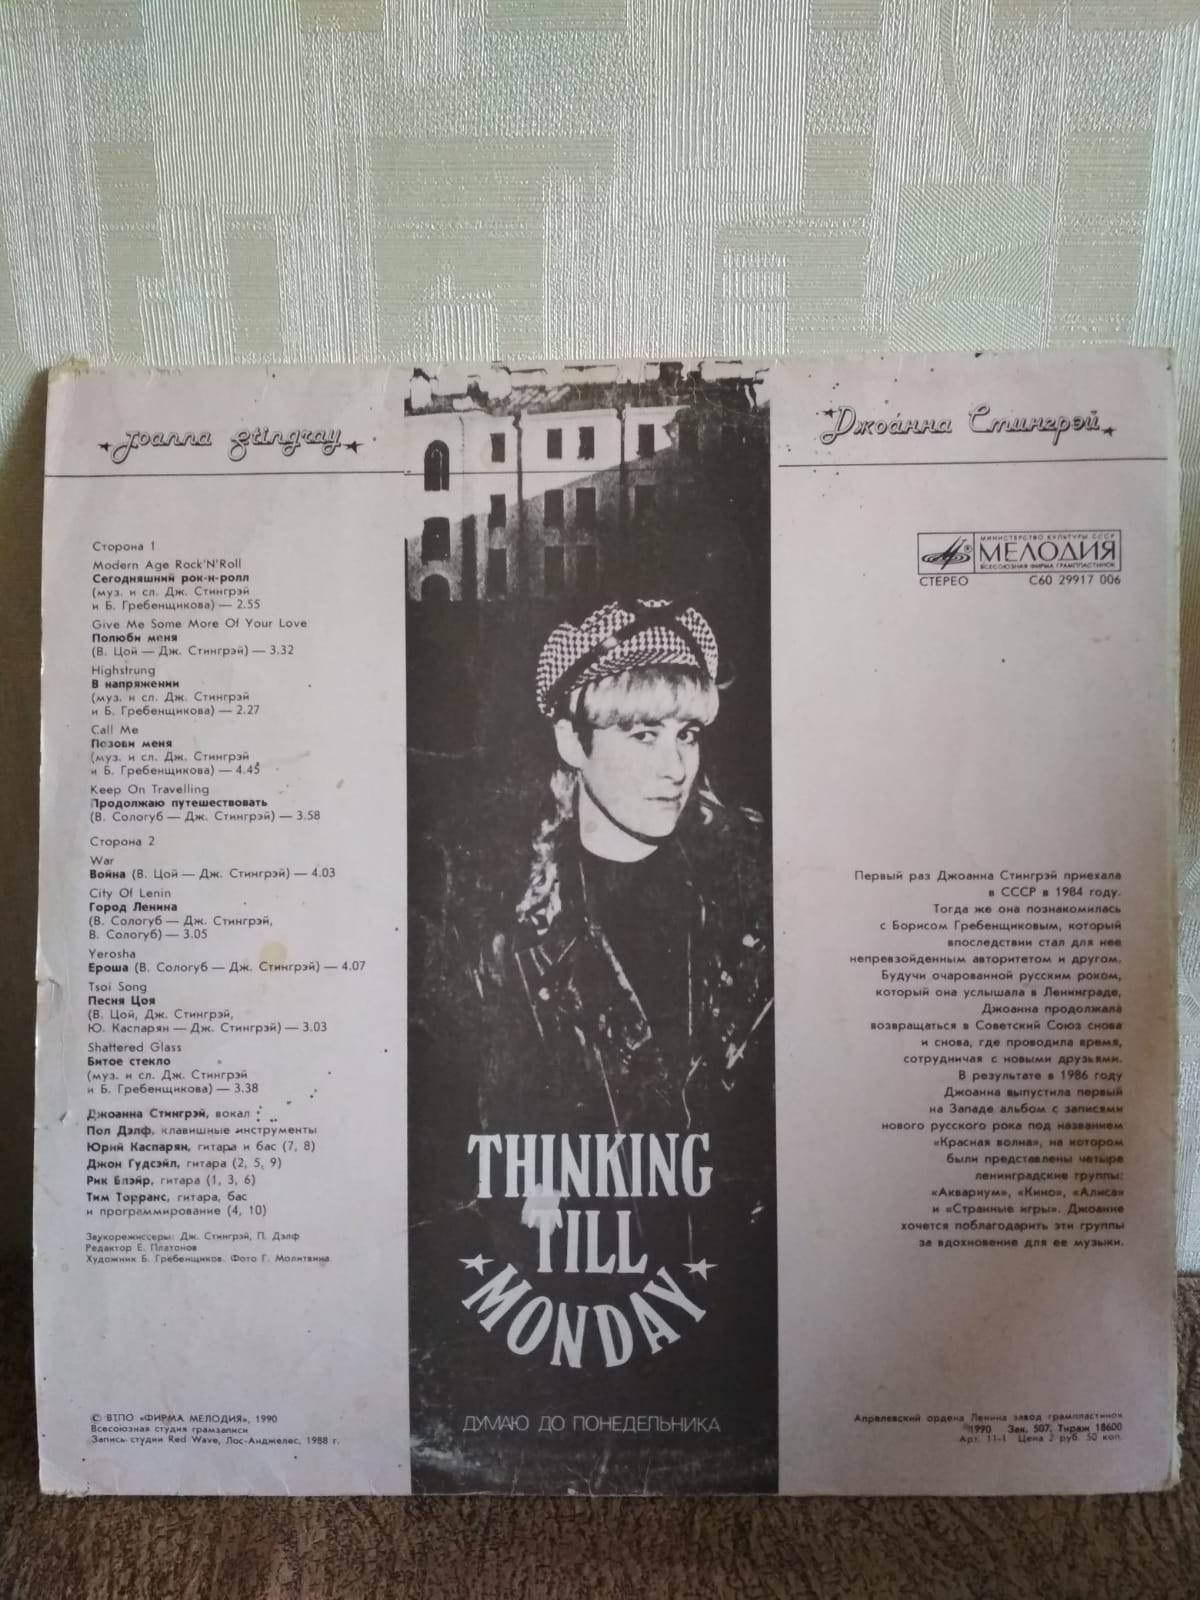 Joanna Stingray
Джоанна Стингрэй
Сторона 1
Modern Age Rock'N'Roll
Сегодняшний рок-н-ролл
(муз. и сл. Дж. Стингрэй
и Б. Гребенщикова) — 2.55
Give Me Some More Of Your Love
Полюби меня
(В. Цой — Дж. Стингрэй) — 3.32
Highstrung
В напряжении
(муз. и сл. Дж. Стингрэй
и Б. Гребенщикова) — 2.27
Call Me
Позови меня
(муз. и сл. Дж. Стингрэй
и Б. Гребенщикова) — 4.45
Keep On Travelling
Продолжаю путешествовать
(В. Сологуб — Дж. Стингрэй) — 3.58
Сторона 2
War
Война (В. Цой — Дж. Стингрэй) — 4.03
City Of Lenin
Город Ленина
(В. Сологуб — Дж. Стингрэй,
В. Сологуб) — 3.05
Yerosha
Ероша (В. Сологуб — Дж. Стингрэй) — 4.07
Tsoi Song
Песня Цоя
(В. Цой, Дж. Стингрэй,
Ю. Каспарян — Дж. Стингрэй) — 3.03
Shattered Glass
Битое стекло
(муз. и сл. Дж. Стингрэй
и Б. Гребенщикова) — 3.38
Джоанна Стингрэй, вокал
Пол Дэлф, клавишные инструменты
Юрий Каспарян, гитара и бас (7, 8)
Джон Гудсэйл, гитара (2, 5, 9)
Рик Блэйр, гитара (1, 3, 6)
Тим Торранс, гитара, бас
и программирование (4, 10)
Звукорежиссеры: Дж. Стингрэй, П. Дэлф
Редактор Е. Платонов
Художник Б. Гребенщиков. Фото Г. Молитвина
© ВТПО «ФИРМА МЕЛОДИЯ», 1990
Всесоюзная студия грамзаписи
Запись студии Red Wave, Лос-Анджелес, 1988 г.
THINKING
TILL
MONDAY
ДУМАЮ ДО ПОНЕДЕЛЬНИКА
МИНИСТЕРСТВО КУЛЬТУРЫ СССР
® МЕЛОДИЯ
ВСЕСОЮЗНАЯ ФИРМА ГРАМПЛАСТИНОК
СТЕРЕО С60 29917 006
Первый раз Джоанна Стингрэй приехала
в СССР в 1984 году.
Тогда же она познакомилась
с Борисом Гребенщиковым, который
впоследствии стал для нее
непревзойденным авторитетом и другом.
Будучи очарованной русским роком,
который она услышала в Ленинграде,
Джоанна продолжала
возвращаться в Советский Союз снова
и снова, где проводила время,
сотрудничая с новыми друзьями.
В результате в 1986 году
Джоанна выпустила первый
на Западе альбом с записями
нового русского рока под названием
«Красная волна», на котором
были представлены четыре
ленинградские группы:
«Аквариум», «Кино», «Алиса»
и «Странные игры». Джоанне
хочется поблагодарить эти группы
за вдохновение для ее музыки.
Апрелевский ордена Ленина завод грампластинок
1990 Зак. 507. Тираж 18600
Арт. 11-1 Цена 2 руб. 50 коп.